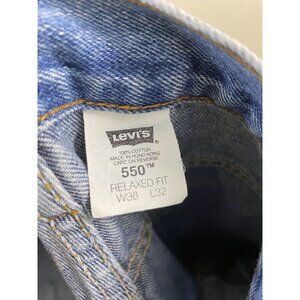 Levi's
100% COTTON
MADE IN HONG KONG
CARE ON REVERSE
550™
RELAXED FIT
W36 L32